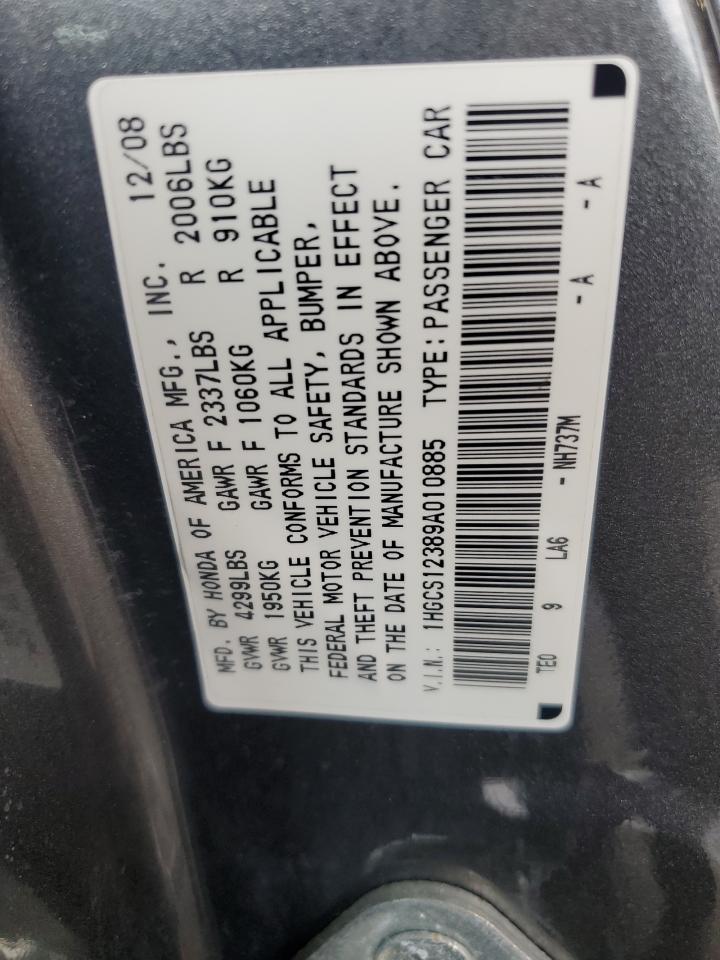 MFD. BY HONDA OF AMERICA MFG., INC. 12/08
GVWR 4299LBS GAWR F 2337LBS R 2006LBS
GVWR 1950KG GAWR F 1060KG R 910KG
THIS VEHICLE CONFORMS TO ALL APPLICABLE
FEDERAL MOTOR VEHICLE SAFETY, BUMPER,
AND THEFT PREVENTION STANDARDS IN EFFECT
ON THE DATE OF MANUFACTURE SHOWN ABOVE.
V.I.N.: 1HGCS12389A010885 TYPE: PASSENGER CAR
TE0 9 LA6 - NH737M - A - A